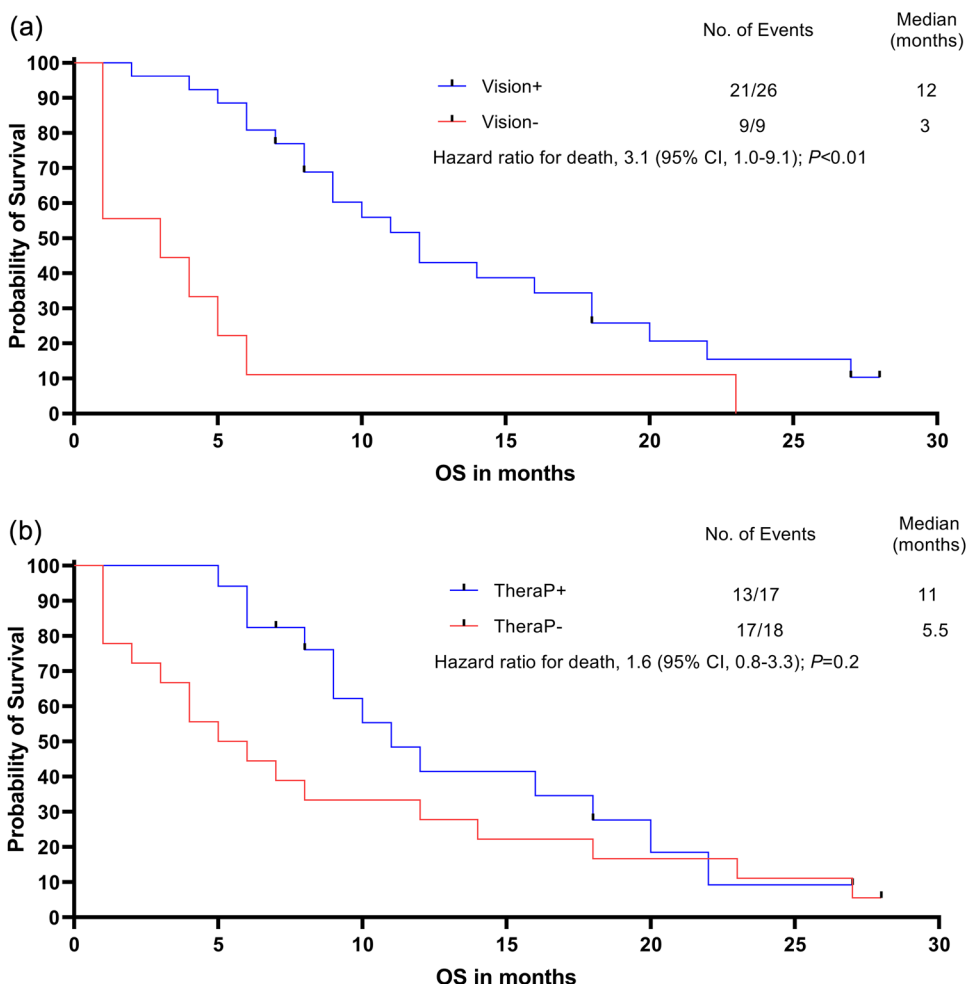 (a)
No. of Events
Median
(months)
Vision+ 21/26 12
Vision- 9/9 3
Hazard ratio for death, 3.1 (95% CI, 1.0-9.1); P<0.01
Probability of Survival
100
90
80
70
60
50
40
30
20
10
0
0 5 10 15 20 25 30
OS in months
(b)
No. of Events
Median
(months)
TheraP+ 13/17 11
TheraP- 17/18 5.5
Hazard ratio for death, 1.6 (95% CI, 0.8-3.3); P=0.2
Probability of Survival
100
90
80
70
60
50
40
30
20
10
0
0 5 10 15 20 25 30
OS in months